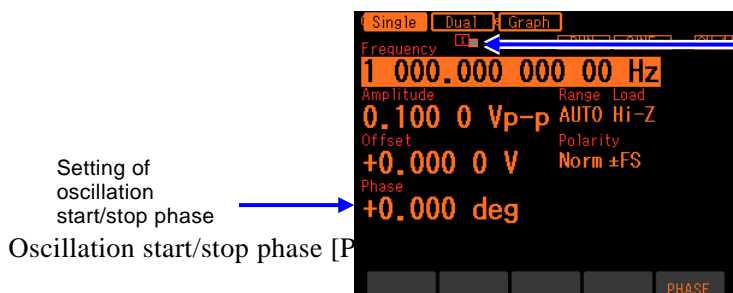 Single Dual Graph
Frequency 1
1 000.000 000 00 Hz
Amplitude Range Load
0.100 0 Vp-p AUTO Hi-Z
Offset Polarity
+0.000 0 V Norm ±FS
Phase
+0.000 deg
Setting of
oscillation
start/stop phase
Oscillation start/stop phase [P
PHASE